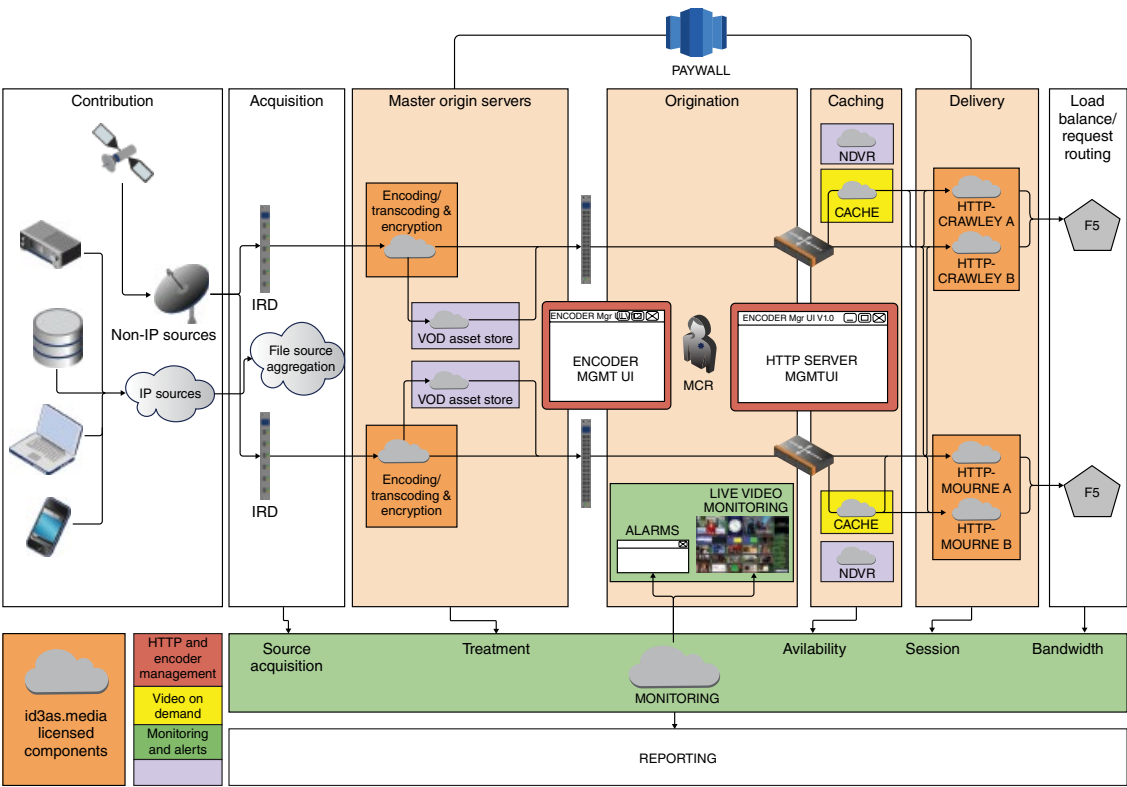 PAYWALL
Contribution
Acquisition
Master origin servers
Origination
Caching
Delivery
Load
balance/
request
routing
NDVR
CACHE
Encoding/
transcoding &
encryption
HTTP-
CRAWLEY A
HTTP-
CRAWLEY B
F5
IRD
Non-IP sources
VOD asset store
File source
aggregation
IP sources
VOD asset store
ENCODER Mgr
ENCODER
MGMT UI
MCR
ENCODER Mgr UI V1.0
HTTP SERVER
MGMTUI
IRD
Encoding/
transcoding &
encryption
LIVE VIDEO
MONITORING
ALARMS
CACHE
NDVR
HTTP-
MOURNE A
HTTP-
MOURNE B
F5
Source
acquisition
Treatment
MONITORING
Avilability
Session
Bandwidth
REPORTING
id3as.media
licensed
components
HTTP and
encoder
management
Video on
demand
Monitoring
and alerts